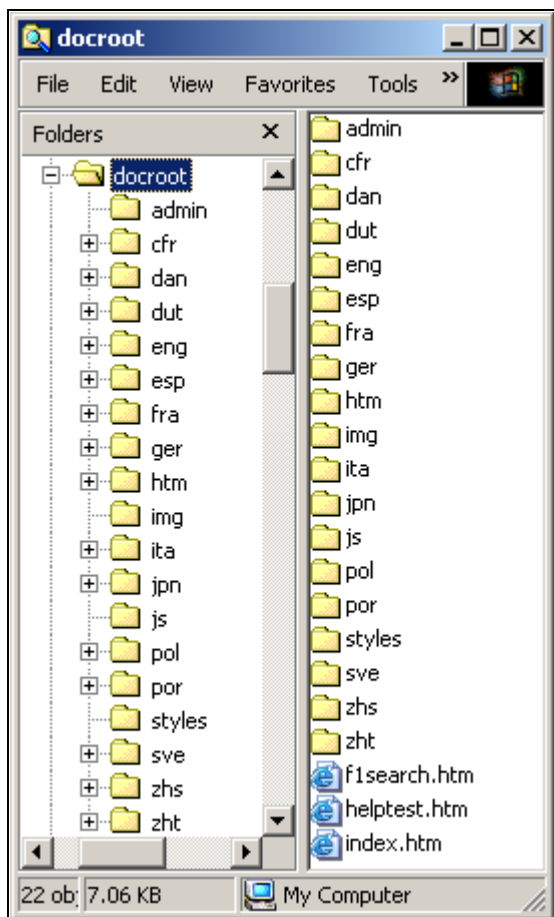 docroot
File Edit View Favorites Tools »
Folders
docroot
admin
cfr
dan
dut
eng
esp
fra
ger
htm
img
ita
jpn
js
pol
por
styles
sve
zhs
zht
admin
cfr
dan
dut
eng
esp
fra
ger
htm
img
ita
jpn
js
pol
por
styles
sve
zhs
zht
f1search.htm
helptest.htm
index.htm
22 obj 7.06 KB My Computer